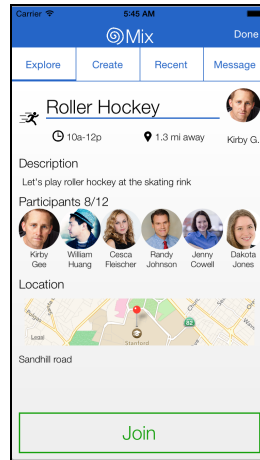 Carrier 5:45 AM
Mix Done
Explore Create Recent Message
Roller Hockey
10a-12p 1.3 mi away Kirby G.
Description
Let's play roller hockey at the skating rink
Participants 8/12
Kirby Gee
William Huang
Cesca Fleischer
Randy Johnson
Jenny Cowell
Dakota Jones
Location
82
Legal
Stanford
Sandhill road
Join